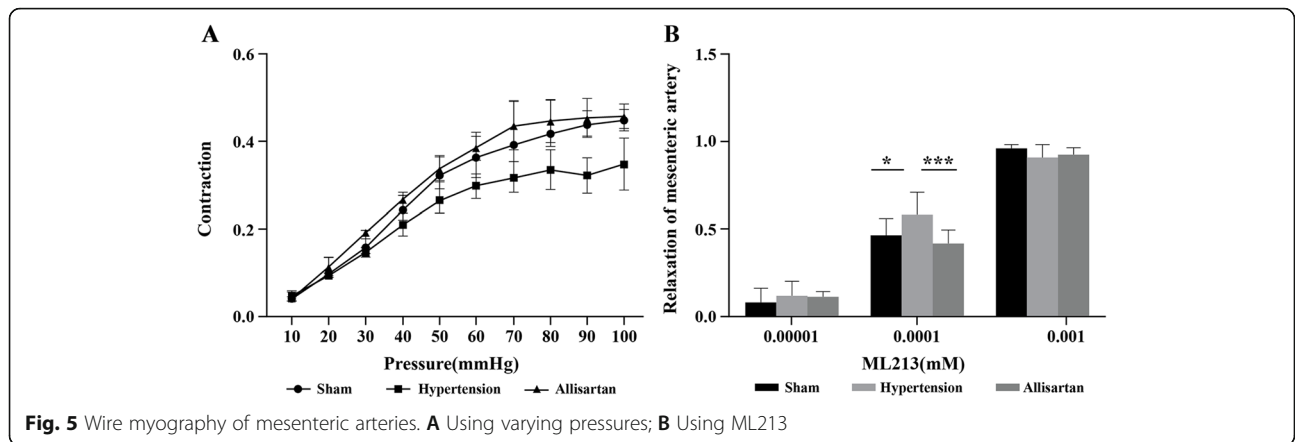 A
B
0.6
0.4
0.2
0.0
Contraction
10 20 30 40 50 60 70 80 90 100
Pressure(mmHg)
Sham Hypertension Allisartan
1.5
1.0
0.5
0.0
Relaxation of mesenteric artery
* ***
0.00001 0.0001 0.001
ML213(mM)
Sham Hypertension Allisartan
Fig. 5 Wire myography of mesenteric arteries. A Using varying pressures; B Using ML213